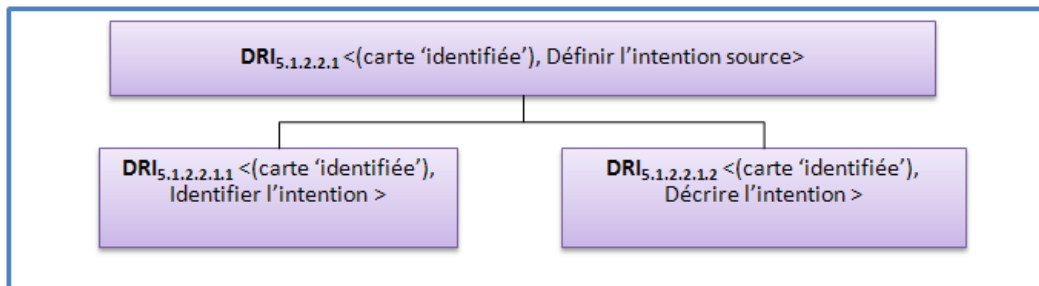 DRI5.1.2.2.1 <(carte ‘identifiée’), Définir l’intention source>
DRI5.1.2.2.1.1 <(carte ‘identifiée’),
Identifier l’intention >
DRI5.1.2.2.1.2 <(carte ‘identifiée’),
Décrire l’intention >